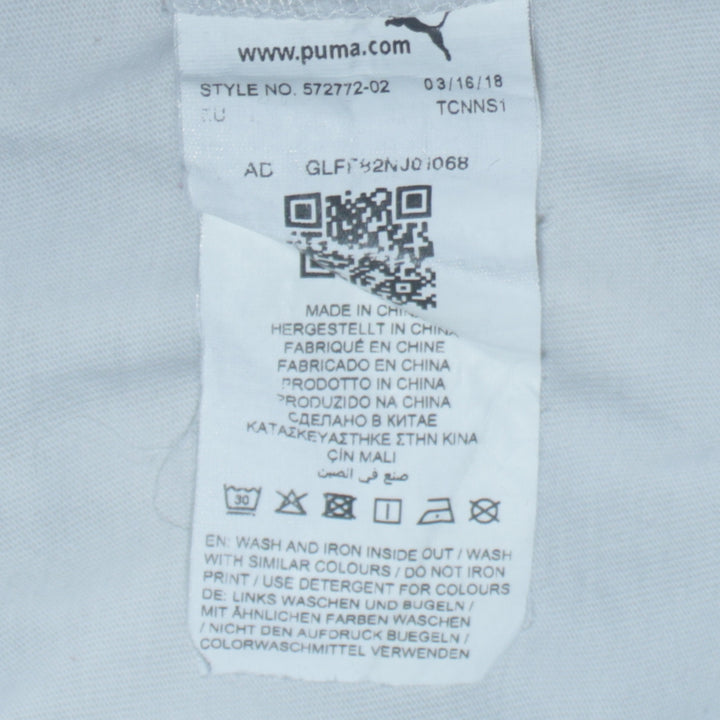 www.puma.com
STYLE NO. 572772-02 03/16/18
TCNNS1
MADE IN
HERGESTELLT IN CHINA
FABRIQUÉ EN CHINE
FABRICADO EN CHINA
PRODOTTO IN CHINA
PRODUZIDO NA CHINA
СДЕЛАНО В КИТАЕ
ΚΑΤΑΣΚΕΥΑΣΤΗΚΕ ΣΤΗΝ ΚΙΝΑ
ÇİN MALI
صنع في الصين
30
EN: WASH AND IRON INSIDE OUT / WASH
WITH SIMILAR COLOURS / DO NOT IRON
PRINT / USE DETERGENT FOR COLOURS
DE: LINKS WASCHEN UND BUGELN /
MIT ÄHNLICHEN FARBEN WASCHEN
/ NICHT DEN AUFDRUCK BUEGELN /
COLORWASCHMITTEL VERWENDEN